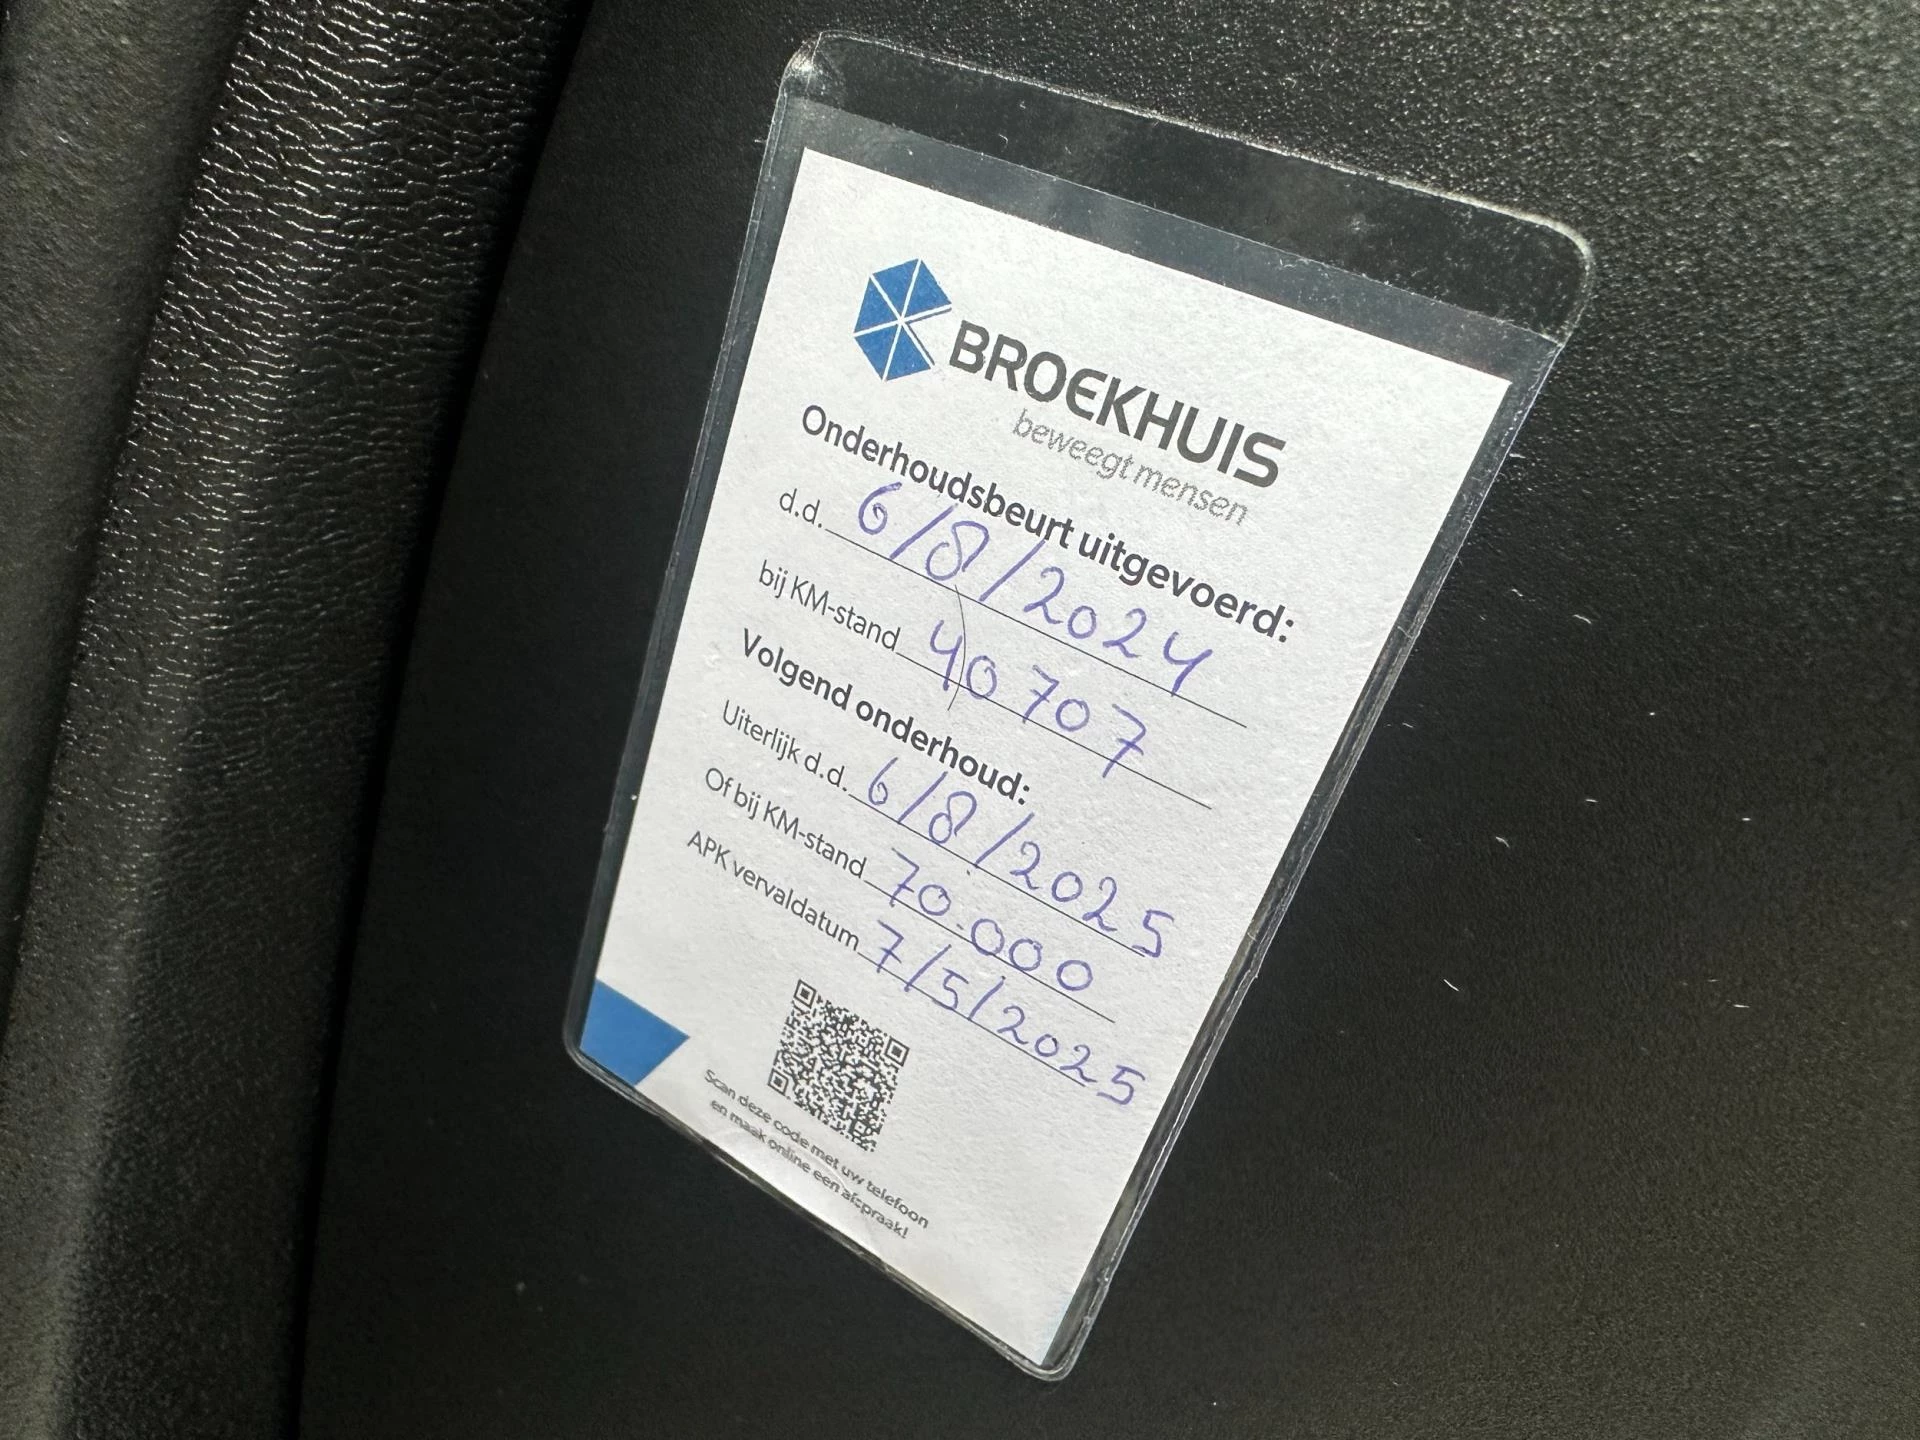 BROEKHUIS
beweegt mensen
Onderhoudsbeurt uitgevoerd:
d.d. 6/8/2024
bij KM-stand 40707
Volgend onderhoud:
Uiterlijk d.d. 6/8/2025
Of bij KM-stand 70.000
APK vervaldatum 7/5/2025
Scan deze code met uw telefoon
en maak online een afspraak!